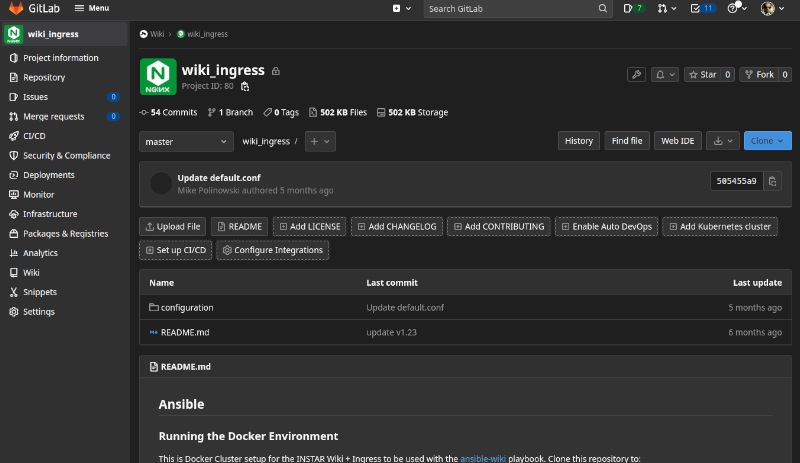 GitLab
Menu
Search GitLab
7
11
NGINX
wiki_ingress
Project information
Repository
Issues 0
Merge requests 0
CI/CD
Security & Compliance
Deployments
Monitor
Infrastructure
Packages & Registries
Analytics
Wiki
Snippets
Settings
Wiki › wiki_ingress
NGINX
wiki_ingress
Project ID: 80
Star 0
Fork 0
54 Commits
1 Branch
0 Tags
502 KB Files
502 KB Storage
master
wiki_ingress /
+
History
Find file
Web IDE
Clone
Update default.conf
Mike Polinowski authored 5 months ago
505455a9
Upload File
README
Add LICENSE
Add CHANGELOG
Add CONTRIBUTING
Enable Auto DevOps
Add Kubernetes cluster
Set up CI/CD
Configure Integrations
Name Last commit Last update
configuration Update default.conf 5 months ago
README.md update v1.23 6 months ago
README.md
Ansible
Running the Docker Environment
This is Docker Cluster setup for the INSTAR Wiki + Ingress to be used with the ansible-wiki playbook. Clone this repository to: